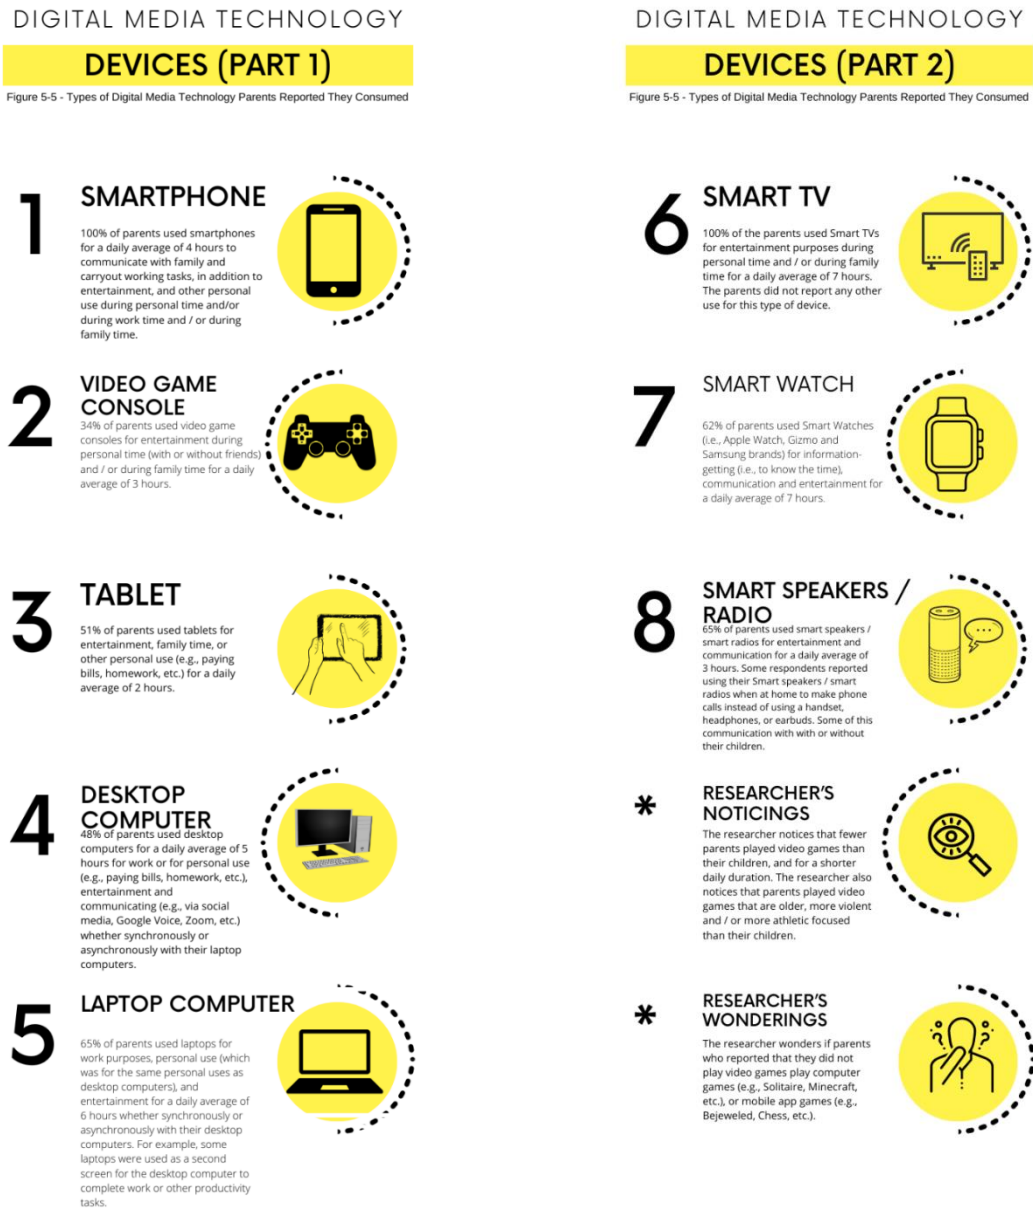 DIGITAL MEDIA TECHNOLOGY
DEVICES (PART 1)
Figure 5-5 - Types of Digital Media Technology Parents Reported They Consumed
1
SMARTPHONE
100% of parents used smartphones
for a daily average of 4 hours to
communicate with family and
carryout working tasks, in addition to
entertainment, and other personal
use during personal time and/or
during work time and / or during
family time.
2
VIDEO GAME
CONSOLE
34% of parents used video game
consoles for entertainment during
personal time (with or without friends)
and / or during family time for a daily
average of 3 hours.
3
TABLET
51% of parents used tablets for
entertainment, family time, or
other personal use (e.g., paying
bills, homework, etc.) for a daily
average of 2 hours.
4
DESKTOP
COMPUTER
48% of parents used desktop
computers for a daily average of 5
hours for work or for personal use
(e.g., paying bills, homework, etc.),
entertainment and
communicating (e.g., via social
media, Google Voice, Zoom, etc.)
whether synchronously or
asynchronously with their laptop
computers.
5
LAPTOP COMPUTER
65% of parents used laptops for
work purposes, personal use (which
was for the same personal uses as
desktop computers), and
entertainment for a daily average of
6 hours whether synchronously or
asynchronously with their desktop
computers. For example, some
laptops were used as a second
screen for the desktop computer to
complete work or other productivity
tasks.
DIGITAL MEDIA TECHNOLOGY
DEVICES (PART 2)
Figure 5-5 - Types of Digital Media Technology Parents Reported They Consumed
6
SMART TV
100% of the parents used Smart TVs
for entertainment purposes during
personal time and / or during family
time for a daily average of 7 hours.
The parents did not report any other
use for this type of device.
7
SMART WATCH
62% of parents used Smart Watches
(i.e., Apple Watch, Gizmo and
Samsung brands) for information-
getting (i.e., to know the time),
communication and entertainment for
a daily average of 7 hours.
8
SMART SPEAKERS /
RADIO
65% of parents used smart speakers /
smart radios for entertainment and
communication for a daily average of
3 hours. Some respondents reported
using their Smart speakers / smart
radios when at home to make phone
calls instead of using a handset,
headphones, or earbuds. Some of this
communication with with or without
their children.
*
RESEARCHER'S
NOTICINGS
The researcher notices that fewer
parents played video games than
their children, and for a shorter
daily duration. The researcher also
notices that parents played video
games that are older, more violent
and / or more athletic focused
than their children.
*
RESEARCHER'S
WONDERINGS
The researcher wonders if parents
who reported that they did not
play video games play computer
games (e.g., Solitaire, Minecraft,
etc.), or mobile app games (e.g.,
Bejeweled, Chess, etc.).